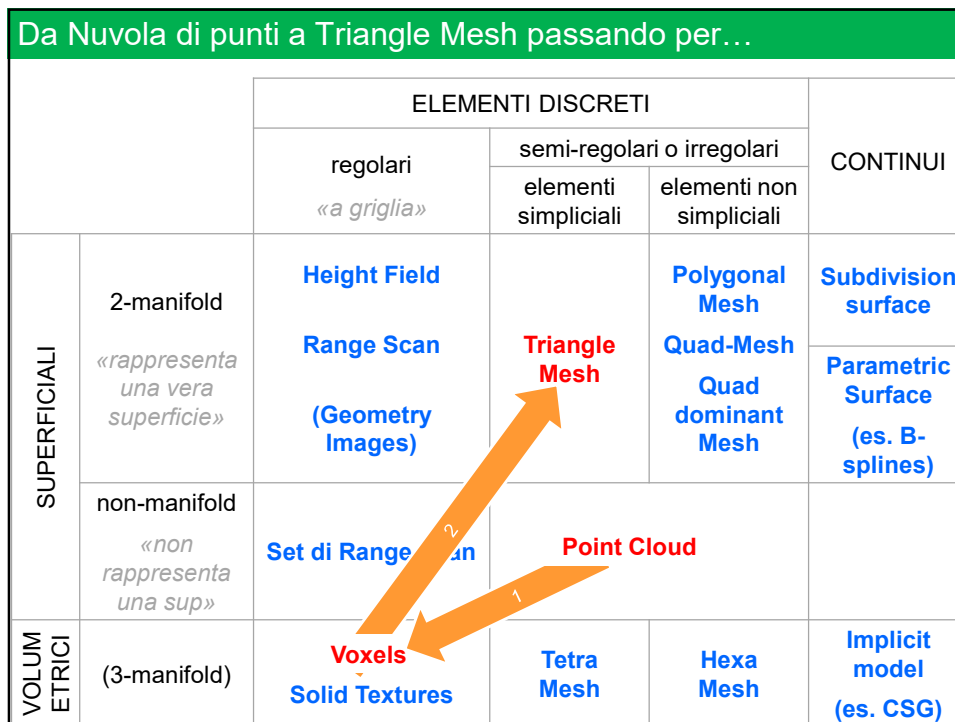 Da Nuvola di punti a Triangle Mesh passando per…
ELEMENTI DISCRETI
CONTINUI
regolari
«a griglia»
semi-regolari o irregolari
elementi
simpliciali
elementi non
simpliciali
SUPERFICIALI
2-manifold
«rappresenta
una vera
superficie»
Height Field
Range Scan
(Geometry
Images)
Triangle
Mesh
Polygonal
Mesh
Quad-Mesh
Quad
dominant
Mesh
Subdivision
surface
Parametric
Surface
(es. B-
splines)
non-manifold
«non
rappresenta
una sup»
Set di Range
Point Cloud
2
1
VOLUM
ETRICI
(3-manifold)
Voxels
Solid Textures
Tetra
Mesh
Hexa
Mesh
Implicit
model
(es. CSG)